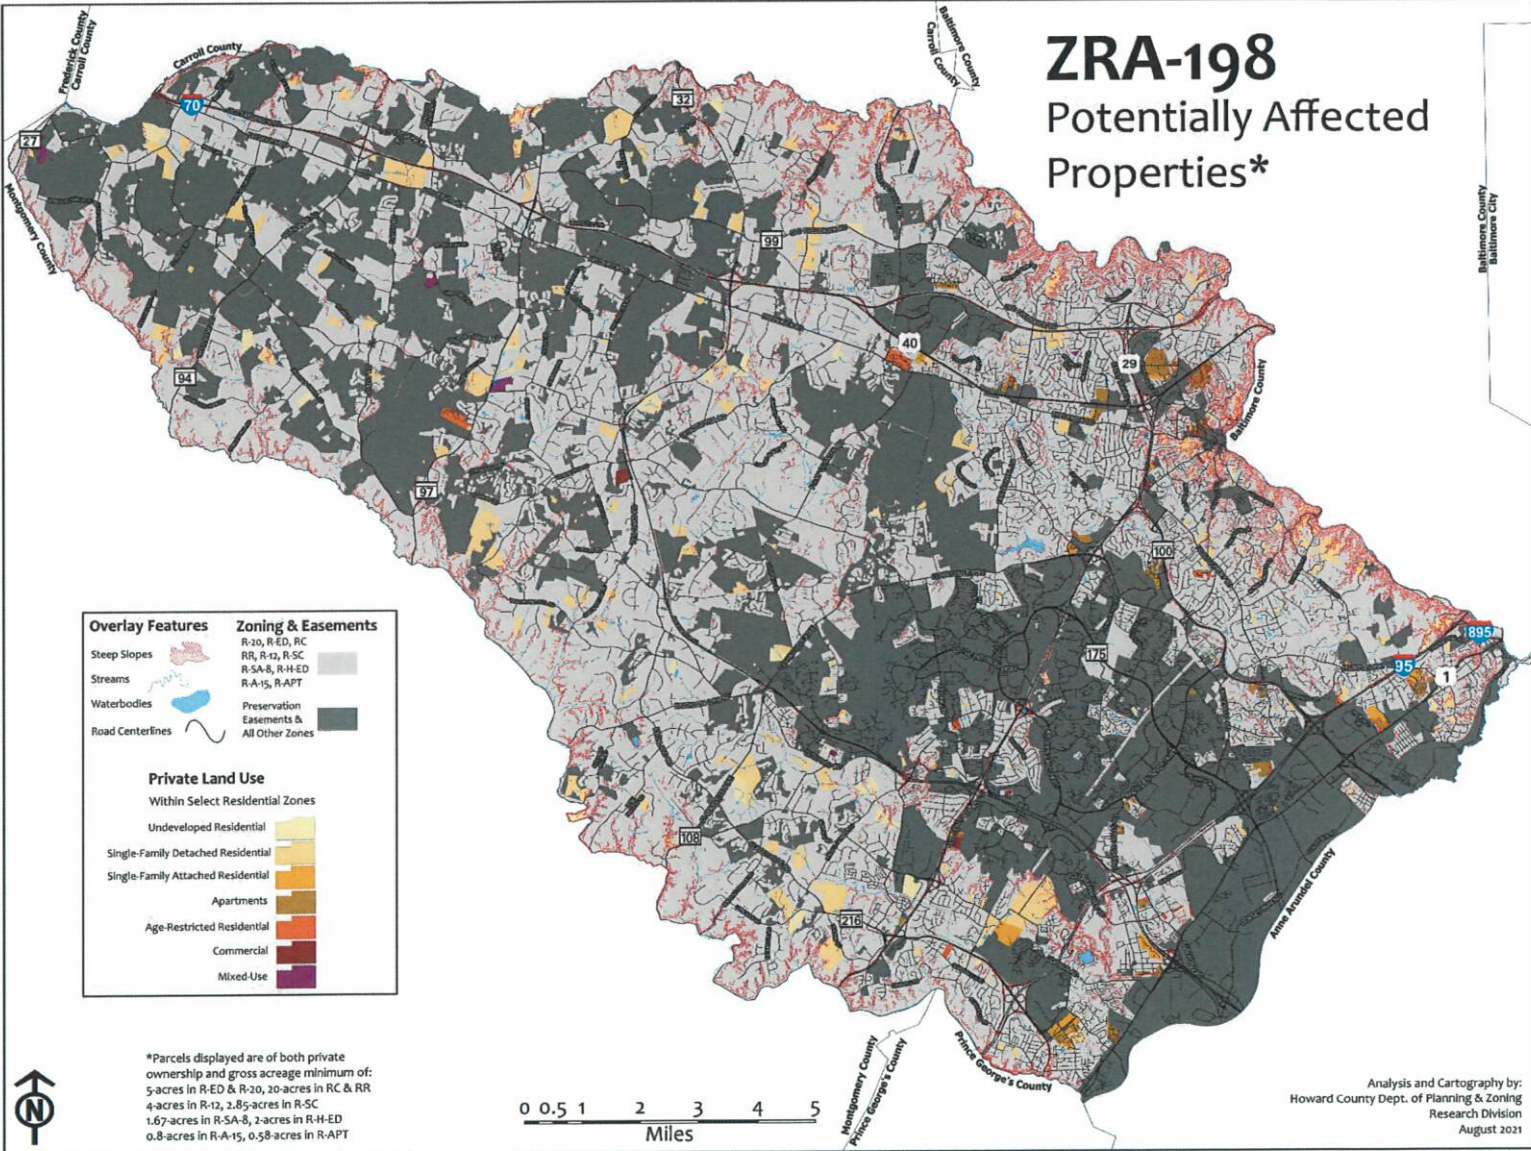 ZRA-198
Potentially Affected
Properties*
Frederick County
Carroll County
Carroll County
Baltimore County
Carroll County
Baltimore County
Baltimore City
Montgomery County
Baltimore County
Anne Arundel County
Prince George's County
Montgomery County
Prince George's County
70
27
32
99
40
29
94
97
100
175
895
95
1
108
216
Overlay Features
Steep Slopes
Streams
Waterbodies
Road Centerlines
Zoning & Easements
R-20, R-ED, RC
RR, R-12, R-SC
R-SA-8, R-H-ED
R-A-15, R-APT
Preservation
Easements &
All Other Zones
Private Land Use
Within Select Residential Zones
Undeveloped Residential
Single-Family Detached Residential
Single-Family Attached Residential
Apartments
Age-Restricted Residential
Commercial
Mixed-Use
*Parcels displayed are of both private
ownership and gross acreage minimum of:
5-acres in R-ED & R-20, 20-acres in RC & RR
4-acres in R-12, 2.85-acres in R-SC
1.67-acres in R-SA-8, 2-acres in R-H-ED
0.8-acres in R-A-15, 0.58-acres in R-APT
N
0 0.5 1 2 3 4 5
Miles
Analysis and Cartography by:
Howard County Dept. of Planning & Zoning
Research Division
August 2021